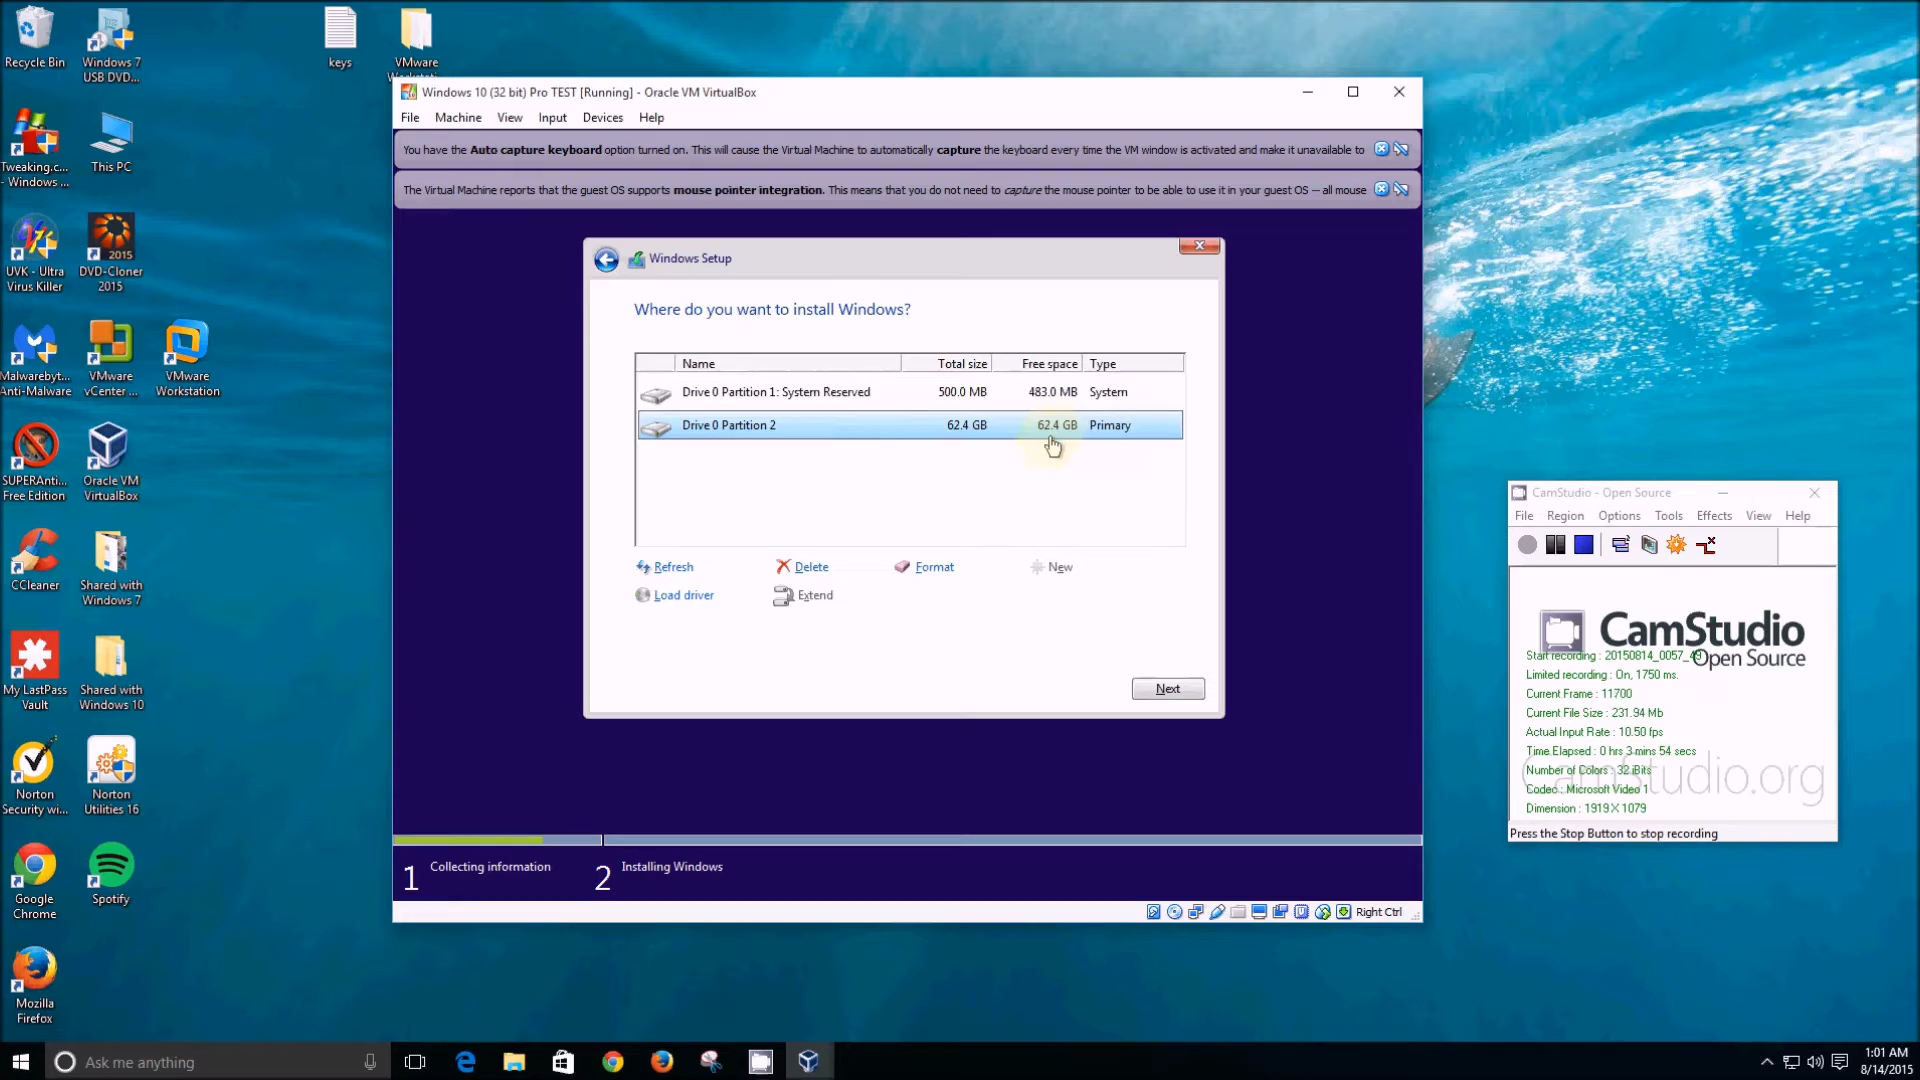 Recycle Bin
Windows 7
USB DVD...
keys
VMware
Tweaking.c...
- Windows ...
This PC
UVK - Ultra
Virus Killer
2015
DVD-Cloner
2015
Malwarebyt...
Anti-Malware
VMware
vCenter ...
VMware
Workstation
SUPERAnti...
Free Edition
Oracle VM
VirtualBox
CCleaner
Shared with
Windows 7
My LastPass
Vault
Shared with
Windows 10
Norton
Security wi...
Norton
Utilities 16
Google
Chrome
Spotify
Mozilla
Firefox
Windows 10 (32 bit) Pro TEST [Running] - Oracle VM VirtualBox
File Machine View Input Devices Help
You have the Auto capture keyboard option turned on. This will cause the Virtual Machine to automatically capture the keyboard every time the VM window is activated and make it unavailable to
The Virtual Machine reports that the guest OS supports mouse pointer integration. This means that you do not need to capture the mouse pointer to be able to use it in your guest OS -- all mouse
Windows Setup
Where do you want to install Windows?
Name Total size Free space Type
Drive 0 Partition 1: System Reserved 500.0 MB 483.0 MB System
Drive 0 Partition 2 62.4 GB 62.4 GB Primary
Refresh Delete Format New
Load driver Extend
Next
1 Collecting information 2 Installing Windows
Right Ctrl
CamStudio - Open Source
File Region Options Tools Effects View Help
CamStudio
Open Source
Start recording : 20150814_0057_49
Limited recording : On, 1750 ms.
Current Frame : 11700
Current File Size : 231.94 Mb
Actual Input Rate : 10.50 fps
Time Elapsed : 0 hrs 3 mins 54 secs
Number of Colors : 32 Bits
CamStudio.org
Codec : Microsoft Video 1
Dimension : 1919 X 1079
Press the Stop Button to stop recording
Ask me anything
1:01 AM
8/14/2015